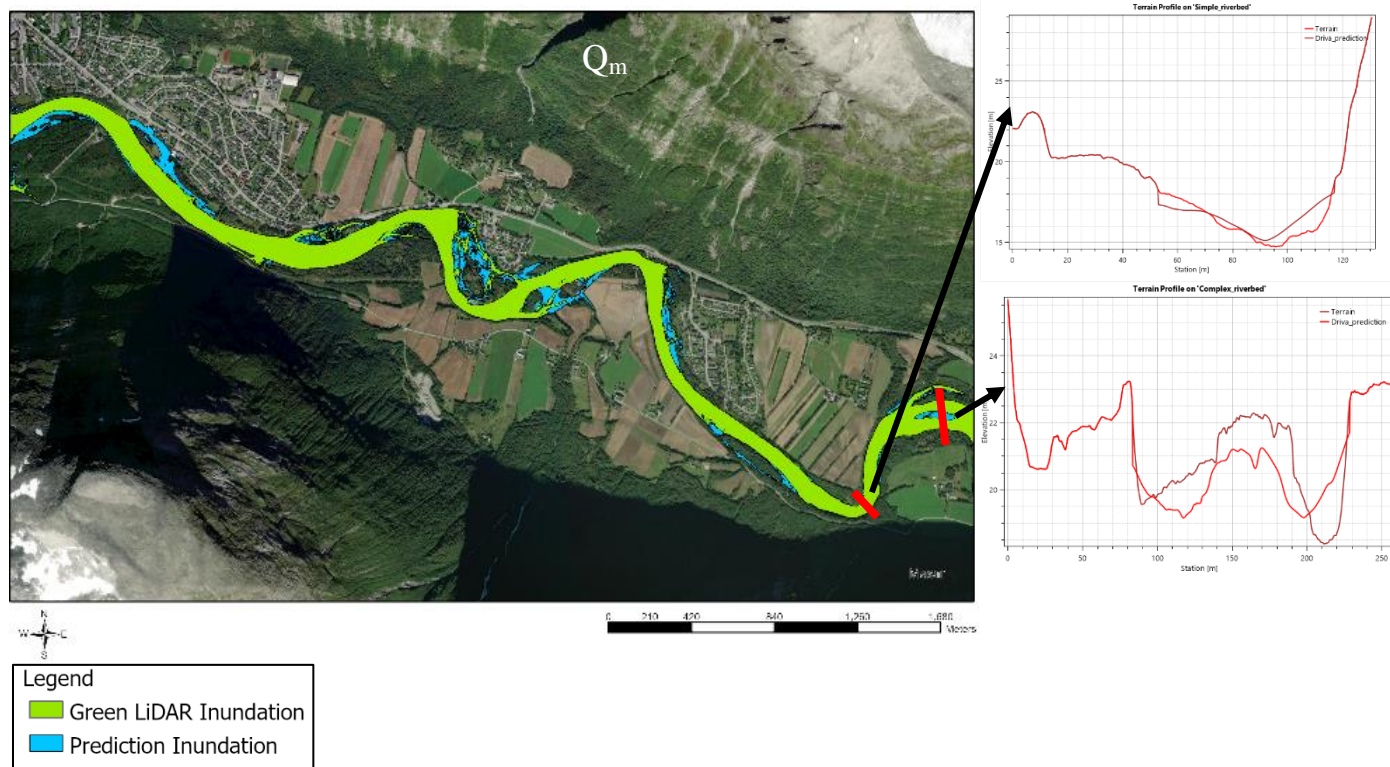 Qm
Maxar
N
W E
S
0 210 420 840 1,260 1,680
Meters
Legend
Green LiDAR Inundation
Prediction Inundation
Terrain Profile on 'Simple_riverbed'
Terrain
Driva_prediction
Elevation [m]
25
20
15
0 20 40 60 80 100 120
Station [m]
Terrain Profile on 'Complex_riverbed'
Terrain
Driva_prediction
Elevation [m]
24
22
20
0 50 100 150 200 250
Station [m]